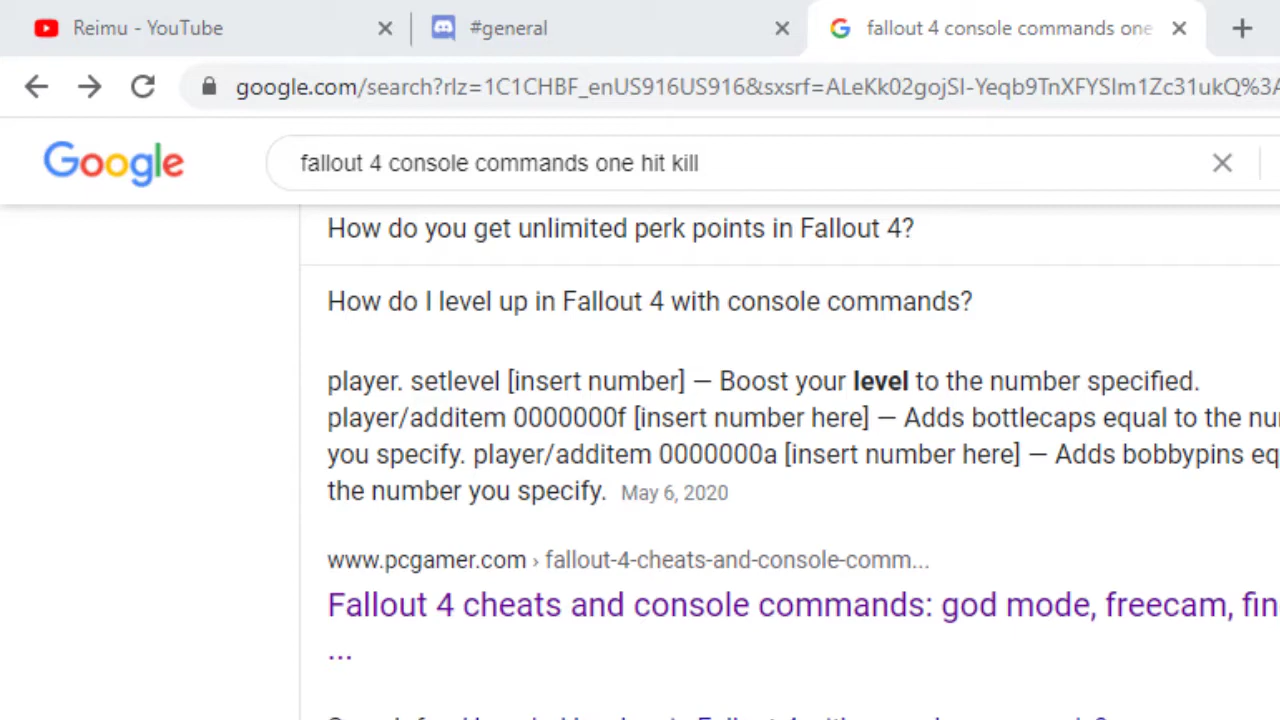 Reimu - YouTube
#general
fallout 4 console commands one
google.com/search?rlz=1C1CHBF_enUS916US916&sxsrf=ALeKk02gojSI-Yeqb9TnXFYSIm1Zc31ukQ%3A
Google
fallout 4 console commands one hit kill
How do you get unlimited perk points in Fallout 4?
How do I level up in Fallout 4 with console commands?
player. setlevel [insert number] — Boost your level to the number specified.
player/additem 0000000f [insert number here] — Adds bottlecaps equal to the nu
you specify. player/additem 0000000a [insert number here] — Adds bobbypins eq
the number you specify. May 6, 2020
www.pcgamer.com › fallout-4-cheats-and-console-comm...
Fallout 4 cheats and console commands: god mode, freecam, fin
...